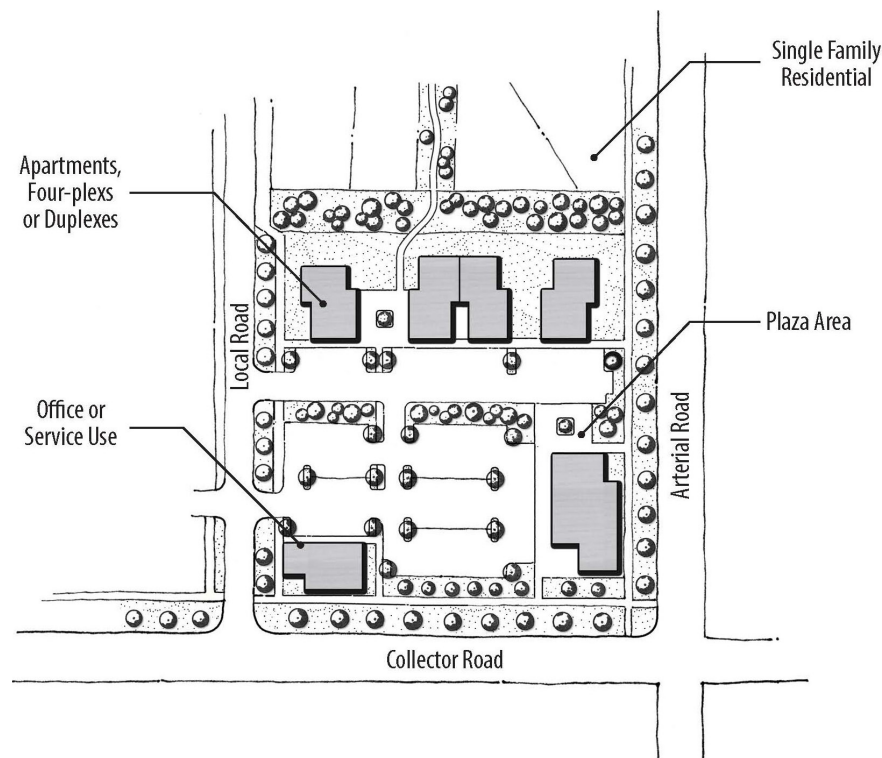 Single Family
Residential
Apartments,
Four-plexs
or Duplexes
Plaza Area
Local Road
Office or
Service Use
Arterial Road
Collector Road